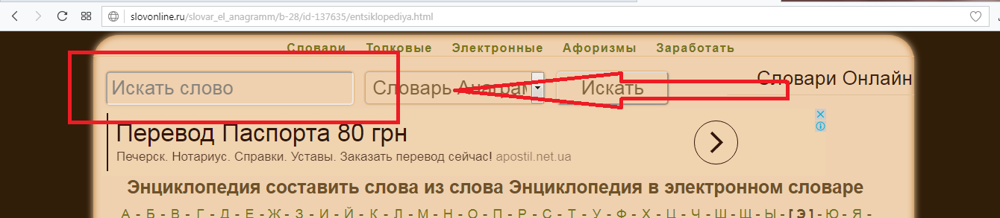 slovonline.ru/slovar_el_anagramm/b-28/id-137635/entsiklopediya.html
Словари Толковые Электронные Афоризмы Заработать
Искать слово Словарь Анаграм Искать Словари Онлайн
Перевод Паспорта 80 грн
Печерск. Нотариус. Справки. Уставы. Заказать перевод сейчас! apostil.net.ua
Энциклопедия составить слова из слова Энциклопедия в электронном словаре
А - Б - В - Г - Д - Е - Ж - З - И - Й - К - Л - М - Н - О - П - Р - С - Т - У - Ф - Х - Ц - Ч - Ш - Щ - Ы - [ Э ] - Ю - Я -